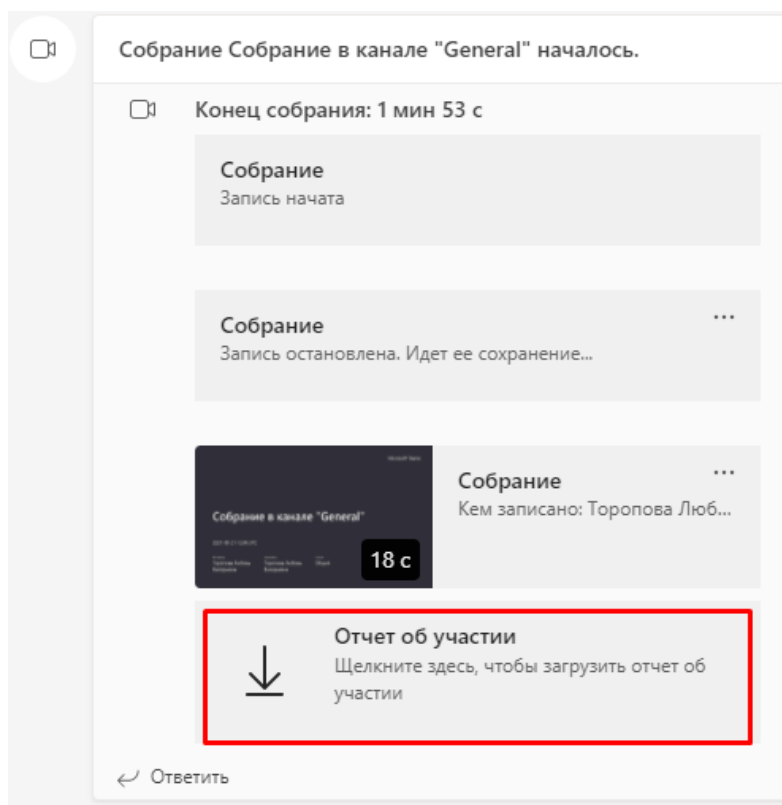 Собрание Собрание в канале "General" началось.
Конец собрания: 1 мин 53 с
Собрание
Запись начата
Собрание
Запись остановлена. Идет ее сохранение...
Microsoft Teams
Собрание в канале "General"
18 с
Собрание
Кем записано: Торопова Люб...
Отчет об участии
Щелкните здесь, чтобы загрузить отчет об
участии
Ответить